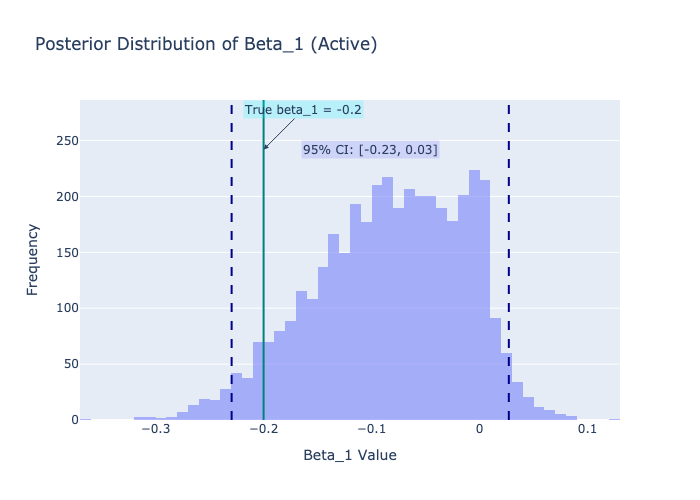 Posterior Distribution of Beta_1 (Active)
True beta_1 = -0.2
95% CI: [-0.23, 0.03]
250
200
150
100
50
0
Frequency
−0.3
−0.2
−0.1
0
0.1
Beta_1 Value